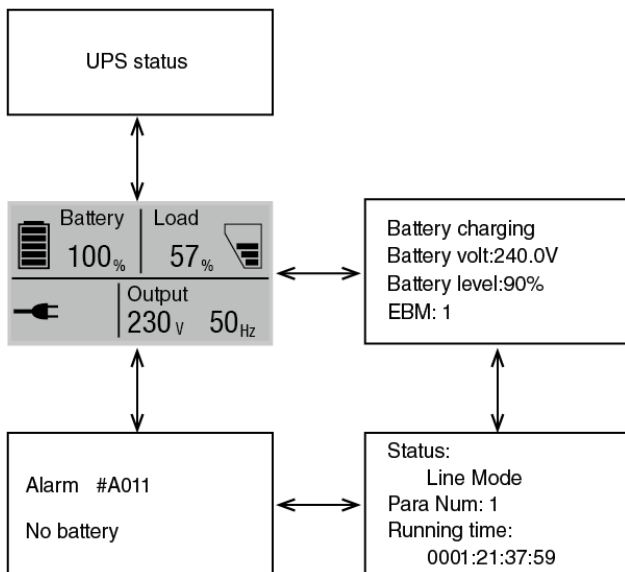 UPS status
Battery Load
100% 57%
Output
230 V 50 Hz
Battery charging
Battery volt:240.0V
Battery level:90%
EBM: 1
Alarm #A011
No battery
Status:
Line Mode
Para Num: 1
Running time:
0001:21:37:59